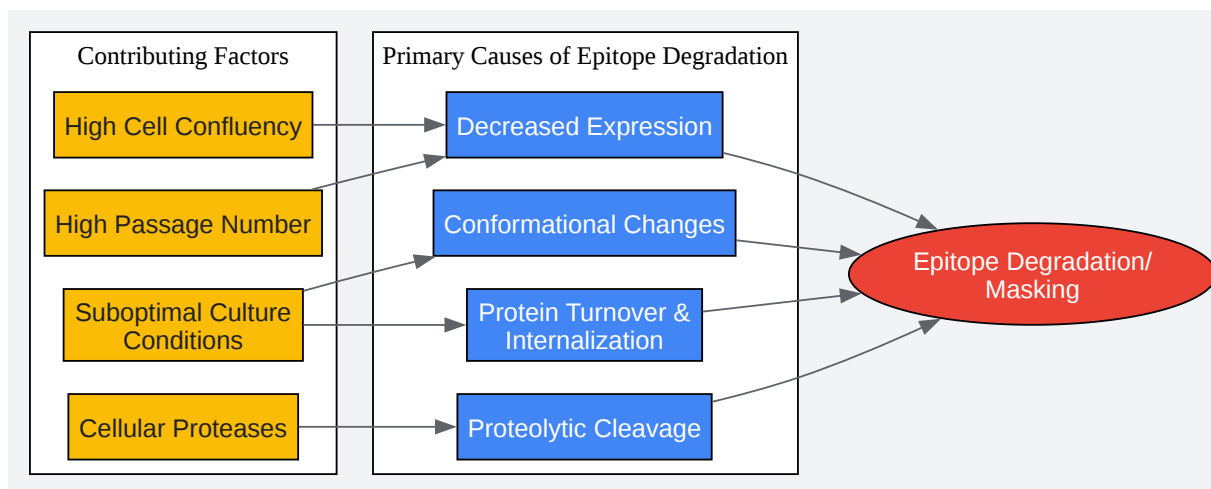 Contributing Factors
Primary Causes of Epitope Degradation
High Cell Confluency
Decreased Expression
High Passage Number
Conformational Changes
Epitope Degradation/
Masking
Suboptimal Culture
Conditions
Protein Turnover &
Internalization
Cellular Proteases
Proteolytic Cleavage